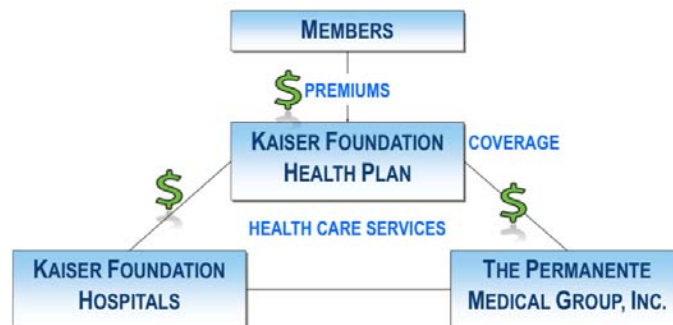 MEMBERS
$
PREMIUMS
KAISER FOUNDATION
HEALTH PLAN
COVERAGE
$
$
HEALTH CARE SERVICES
KAISER FOUNDATION
HOSPITALS
THE PERMANENTE
MEDICAL GROUP, INC.